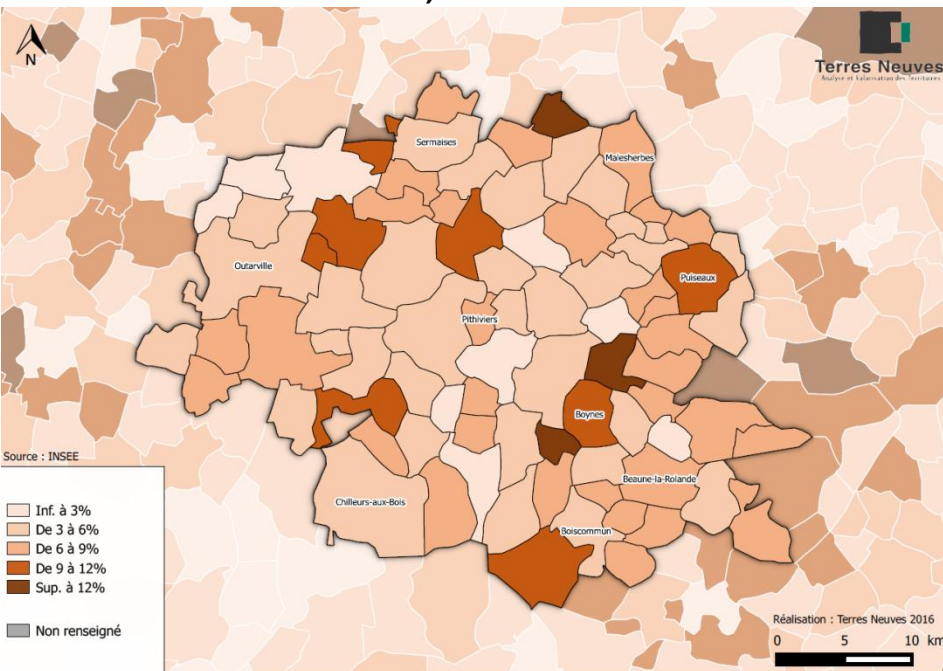 N
Terres Neuves
Analyse et Valorisation des Territoires
Sermaises
Malesherbes
Outarville
Puiseaux
Pithiviers
Boynes
Source : INSEE
Beaune-la-Rolande
Chilleurs-aux-Bois
Boiscommun
Inf. à 3%
De 3 à 6%
De 6 à 9%
De 9 à 12%
Sup. à 12%
Non renseigné
Réalisation : Terres Neuves 2016
0 5 10 km